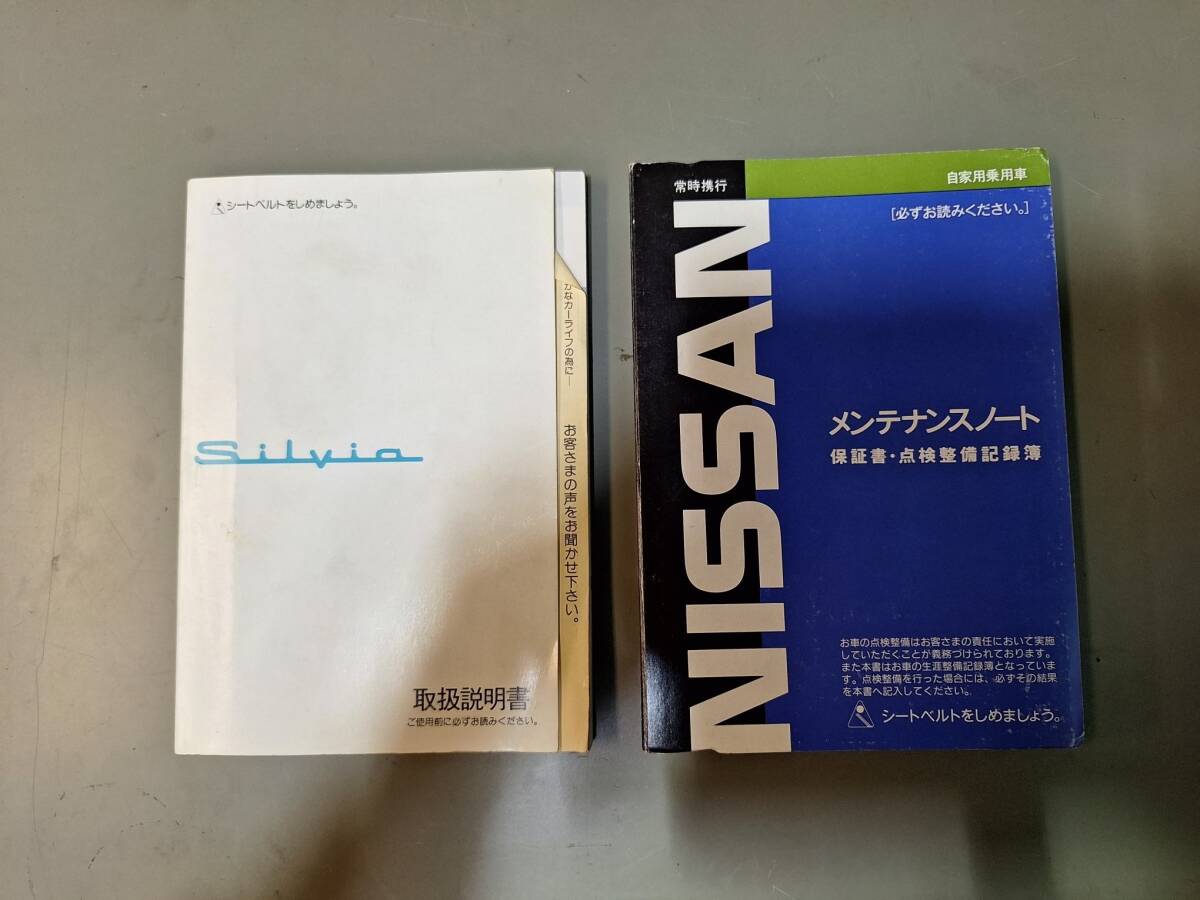 シートベルトをしめましょう。
Silvia
取扱説明書
ご使用前に必ずお読みください。
かなカーライフの為に―
お客さまの声をお聞かせ下さい。
常時携行
自家用乗用車
[必ずお読みください。]
NISSAN
メンテナンスノート
保証書・点検整備記録簿
お車の点検整備はお客さまの責任において実施
していただくことが義務づけられております。
また本書はお車の生涯整備記録簿となっていま
す。点検整備を行った場合には、必ずその結果
を本書へ記入してください。
シートベルトをしめましょう。